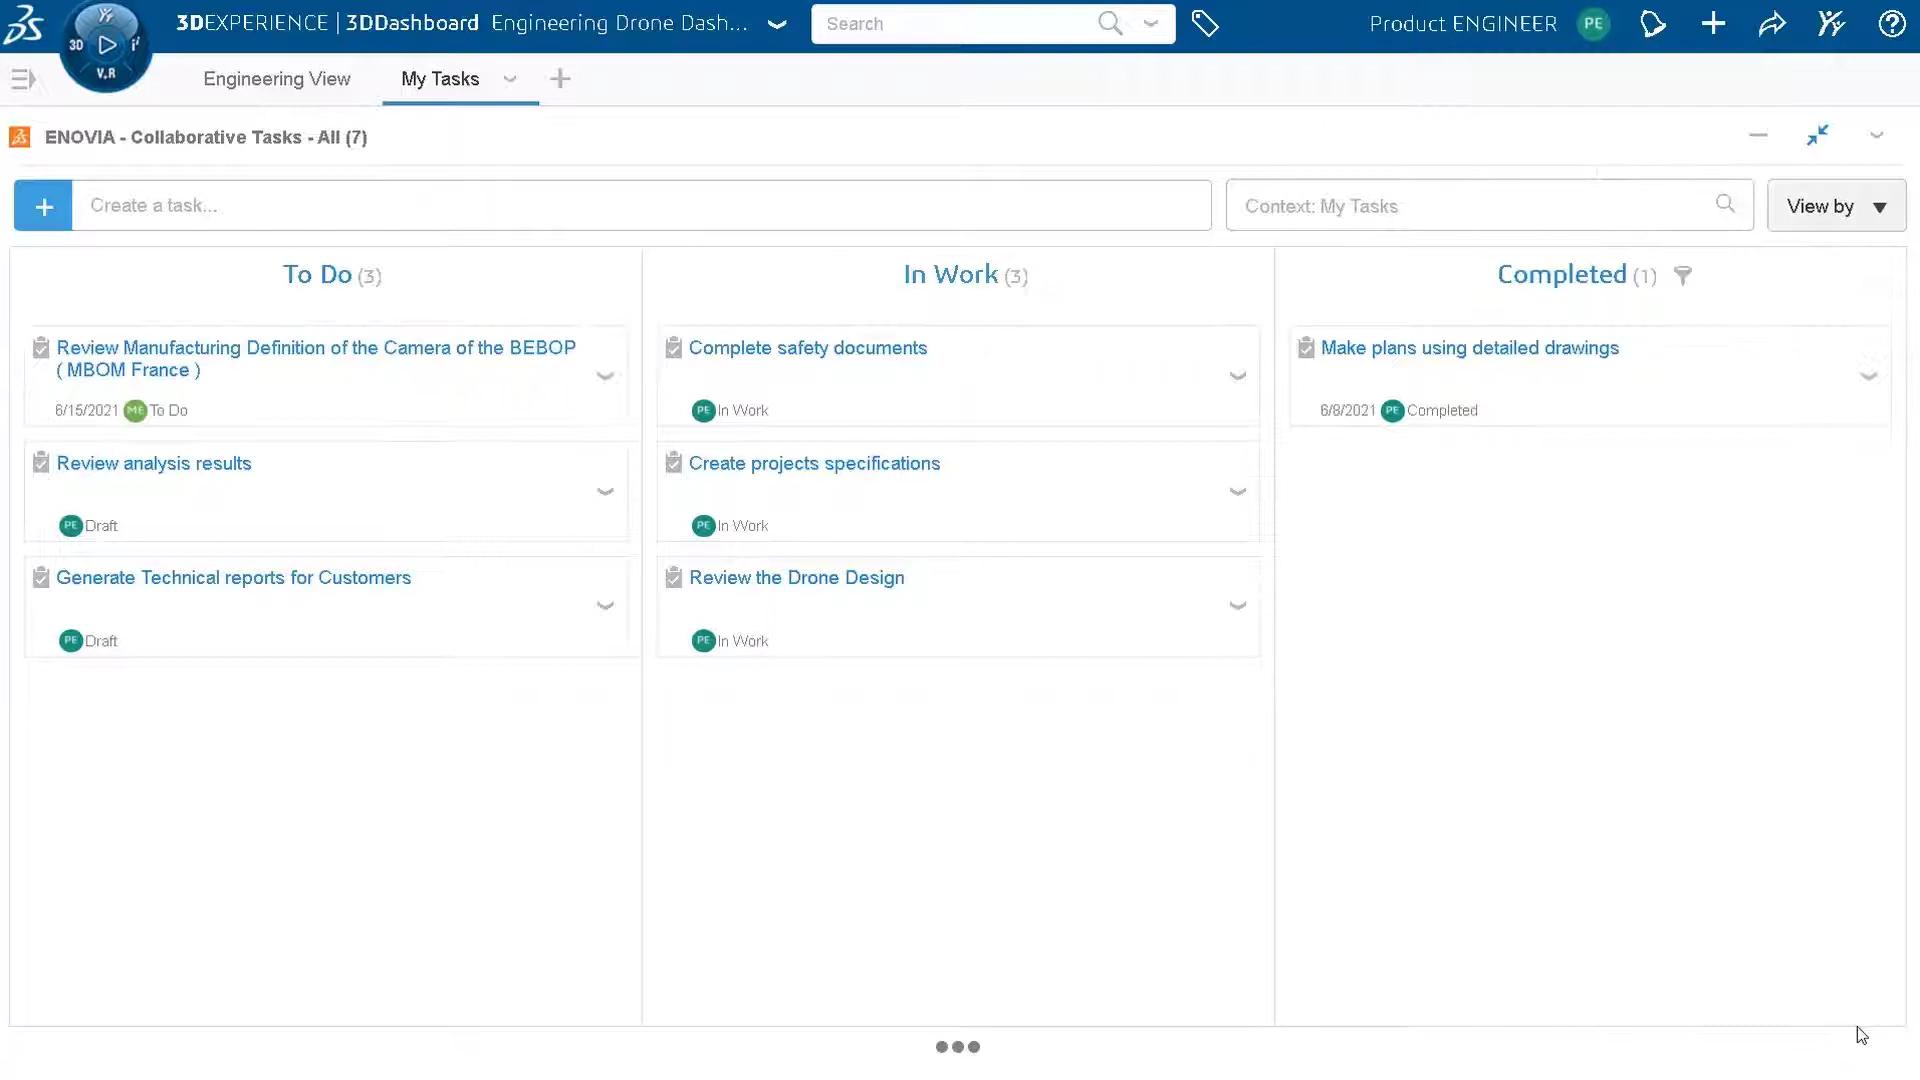 3DEXPERIENCE | 3DDashboard Engineering Drone Dash...
Search
Product ENGINEER PE
3D
V,R
Engineering View
My Tasks
ENOVIA - Collaborative Tasks - All (7)
Create a task...
Context: My Tasks
View by
To Do (3)
Review Manufacturing Definition of the Camera of the BEBOP
( MBOM France )
6/15/2021 ME To Do
Review analysis results
PE Draft
Generate Technical reports for Customers
PE Draft
In Work (3)
Complete safety documents
PE In Work
Create projects specifications
PE In Work
Review the Drone Design
PE In Work
Completed (1)
Make plans using detailed drawings
6/8/2021 PE Completed